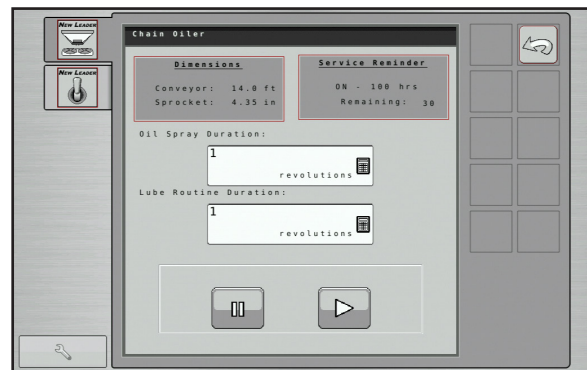 NEW LEADER
NEW LEADER
Chain Oiler
Dimensions
Conveyor: 14.0 ft
Sprocket: 4.35 in
Service Reminder
ON - 100 hrs
Remaining: 30
Oil Spray Duration:
1
revolutions
Lube Routine Duration:
1
revolutions